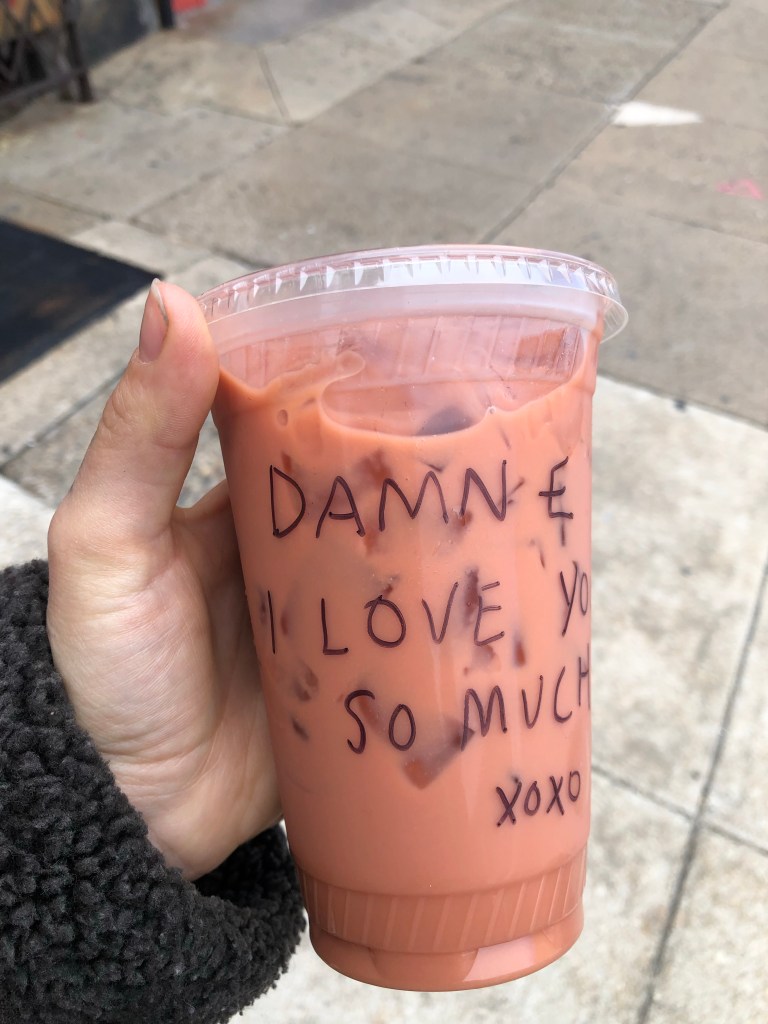 DAMN E
I LOVE YO
SO MUCH
XOXO